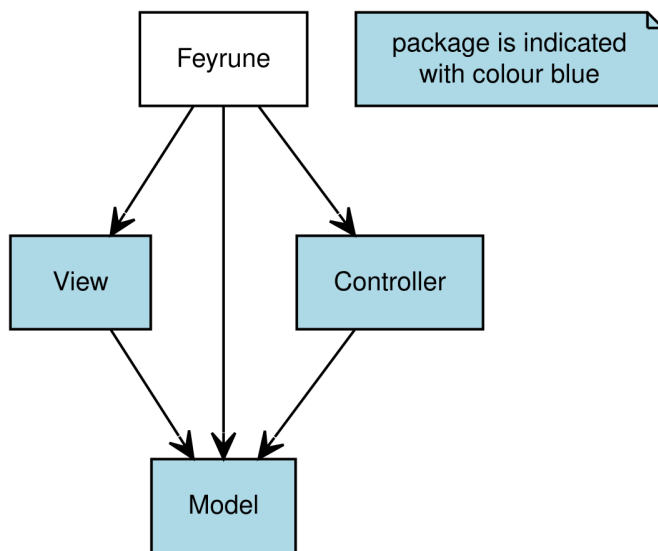 Feyrune
package is indicated
with colour blue
View
Controller
Model